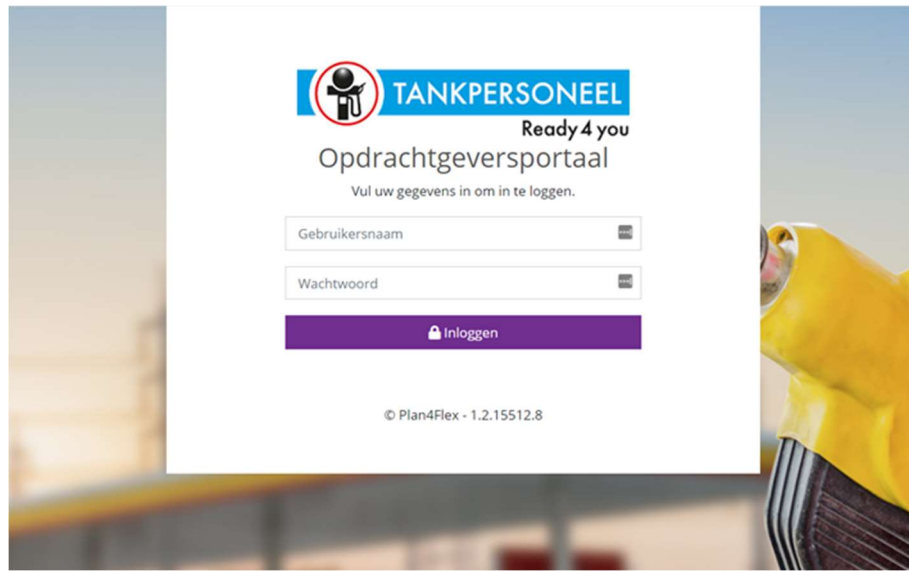 TANKPERSONEEL
Ready 4 you
Opdrachtgeversportaal
Vul uw gegevens in om in te loggen.
Gebruikersnaam
Wachtwoord
Inloggen
© Plan4Flex - 1.2.15512.8